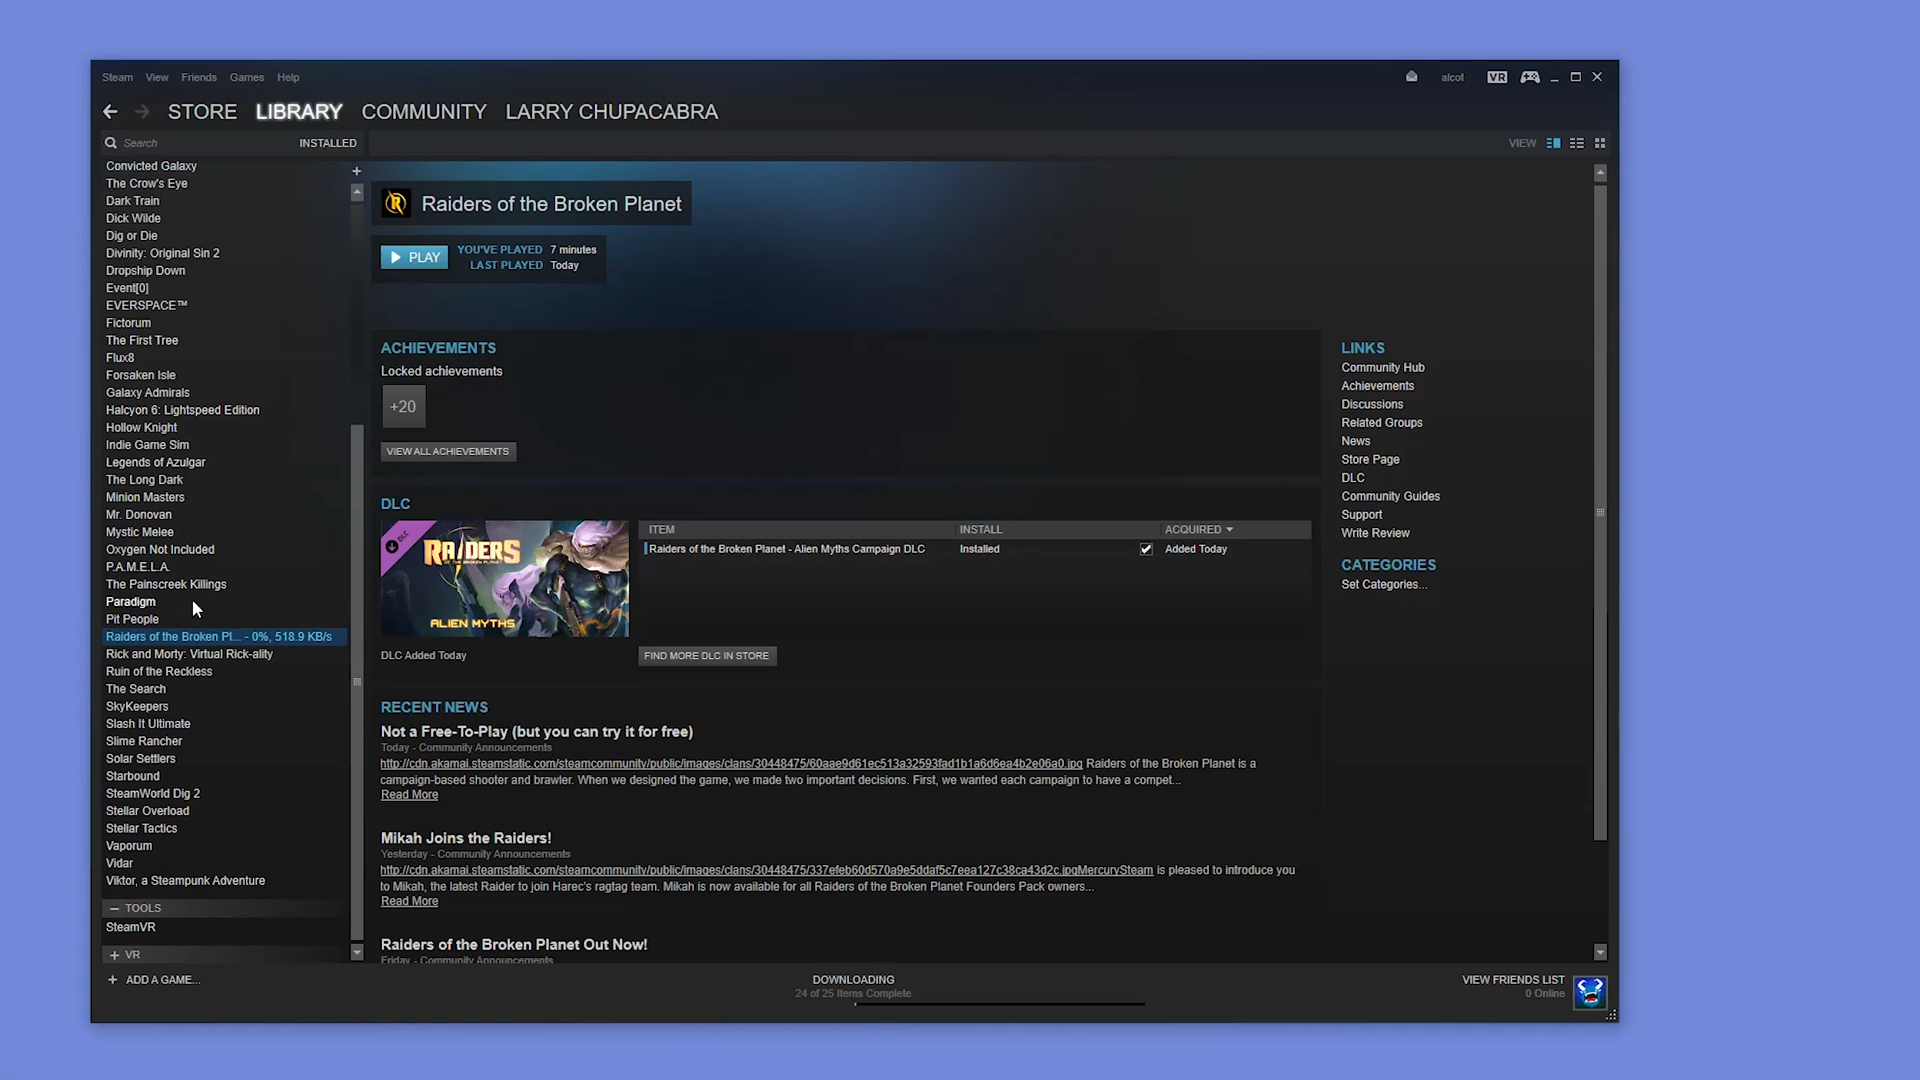 Steam View Friends Games Help
alcot VR
STORE LIBRARY COMMUNITY LARRY CHUPACABRA
Search INSTALLED
VIEW
Convicted Galaxy
The Crow's Eye
Dark Train
Dick Wilde
Dig or Die
Divinity: Original Sin 2
Dropship Down
Event[0]
EVERSPACE™
Fictorum
The First Tree
Flux8
Forsaken Isle
Galaxy Admirals
Halcyon 6: Lightspeed Edition
Hollow Knight
Indie Game Sim
Legends of Azulgar
The Long Dark
Minion Masters
Mr. Donovan
Mystic Melee
Oxygen Not Included
P.A.M.E.L.A.
The Painscreek Killings
Paradigm
Pit People
Raiders of the Broken Pl... - 0%, 518.9 KB/s
Rick and Morty: Virtual Rick-ality
Ruin of the Reckless
The Search
SkyKeepers
Slash It Ultimate
Slime Rancher
Solar Settlers
Starbound
SteamWorld Dig 2
Stellar Overload
Stellar Tactics
Vaporum
Vidar
Viktor, a Steampunk Adventure
TOOLS
SteamVR
VR
+ ADD A GAME...
Raiders of the Broken Planet
PLAY
YOU'VE PLAYED 7 minutes
LAST PLAYED Today
ACHIEVEMENTS
Locked achievements
+20
VIEW ALL ACHIEVEMENTS
DLC
DLC
RAIDERS
OF THE BROKEN PLANET
ALIEN MYTHS
DLC Added Today
ITEM INSTALL ACQUIRED
Raiders of the Broken Planet - Alien Myths Campaign DLC Installed Added Today
FIND MORE DLC IN STORE
RECENT NEWS
Not a Free-To-Play (but you can try it for free)
Today - Community Announcements
http://cdn.akamai.steamstatic.com/steamcommunity/public/images/clans/30448475/60aae9d61ec513a32593fad1b1a6d6ea4b2e06a0.jpg Raiders of the Broken Planet is a
campaign-based shooter and brawler. When we designed the game, we made two important decisions. First, we wanted each campaign to have a compet...
Read More
Mikah Joins the Raiders!
Yesterday - Community Announcements
http://cdn.akamai.steamstatic.com/steamcommunity/public/images/clans/30448475/337efeb60d570a9e5ddaf5c7eea127c38ca43d2c.jpgMercurySteam is pleased to introduce you
to Mikah, the latest Raider to join Harec's ragtag team. Mikah is now available for all Raiders of the Broken Planet Founders Pack owners...
Read More
Raiders of the Broken Planet Out Now!
Friday - Community Announcements
LINKS
Community Hub
Achievements
Discussions
Related Groups
News
Store Page
DLC
Community Guides
Support
Write Review
CATEGORIES
Set Categories...
DOWNLOADING
24 of 25 Items Complete
VIEW FRIENDS LIST
0 Online